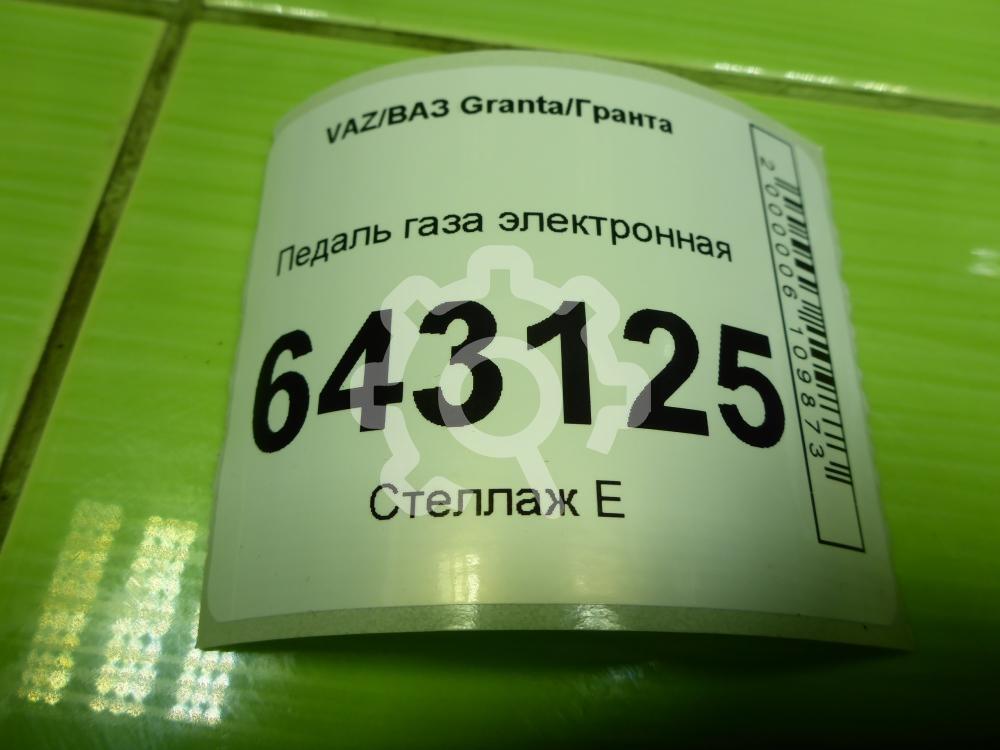 VAZ/ВАЗ Granta/Гранта
Педаль газа электронная
643125
Стеллаж Е
2000006109873